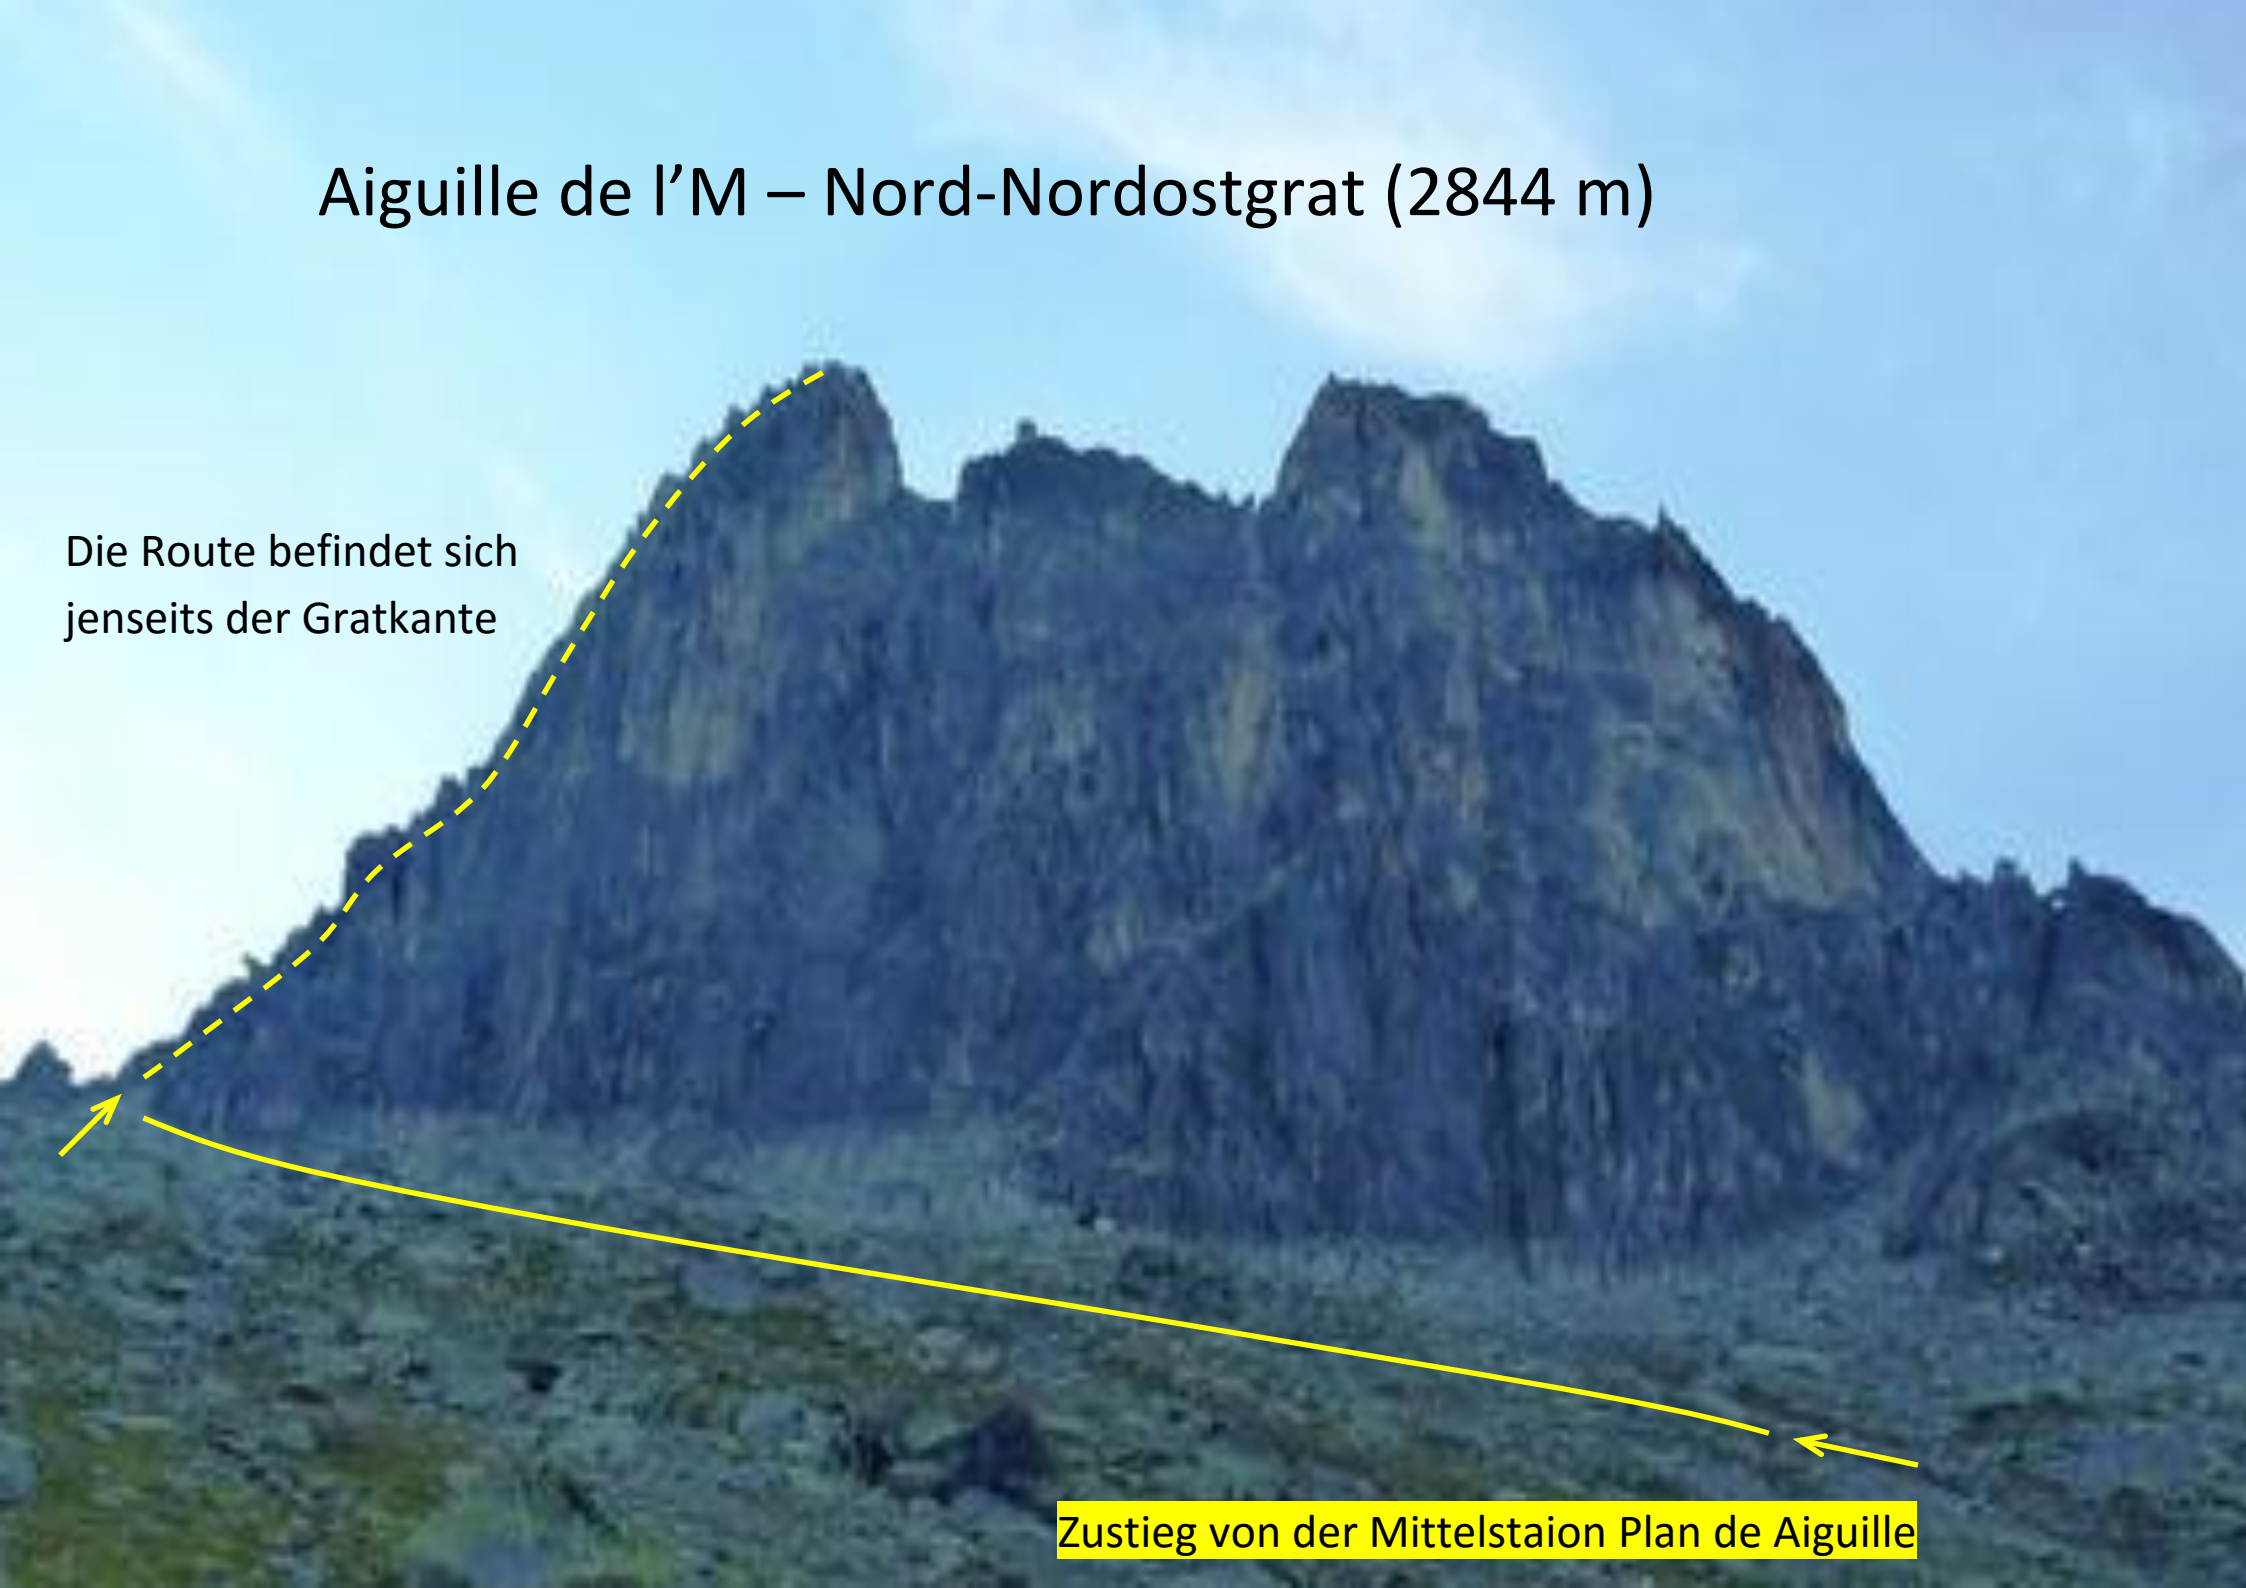 Aiguille de l’M – Nord-Nordostgrat (2844 m)
Die Route befindet sich
jenseits der Gratkante
Zustieg von der Mittelstaion Plan de Aiguille